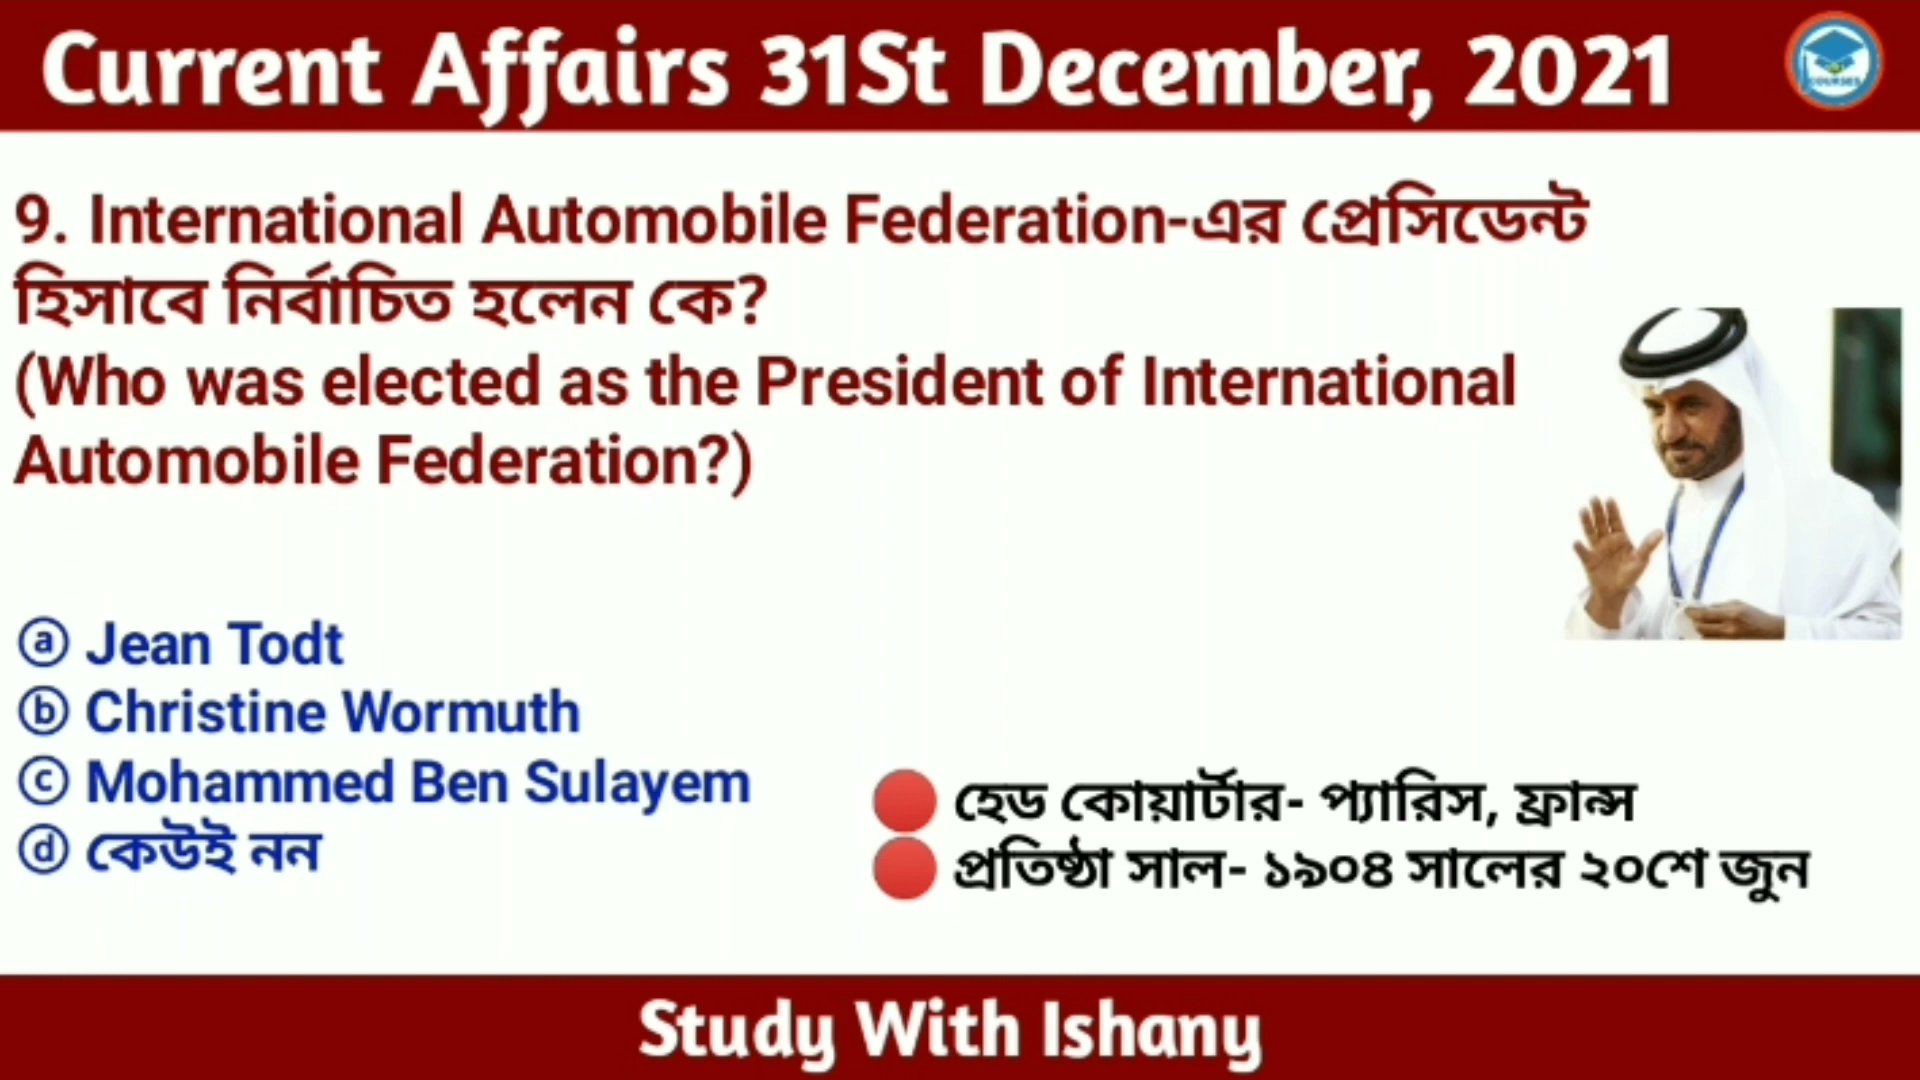 Current Affairs 31St December, 2021
COURSES
9. International Automobile Federation-এর প্রেসিডেন্ট
হিসাবে নির্বাচিত হলেন কে?
(Who was elected as the President of International
Automobile Federation?)
ⓐ Jean Todt
ⓑ Christine Wormuth
ⓒ Mohammed Ben Sulayem
ⓓ কেউই নন
হেড কোয়ার্টার- প্যারিস, ফ্রান্স
প্রতিষ্ঠা সাল- ১৯০৪ সালের ২০শে জুন
Study With Ishany